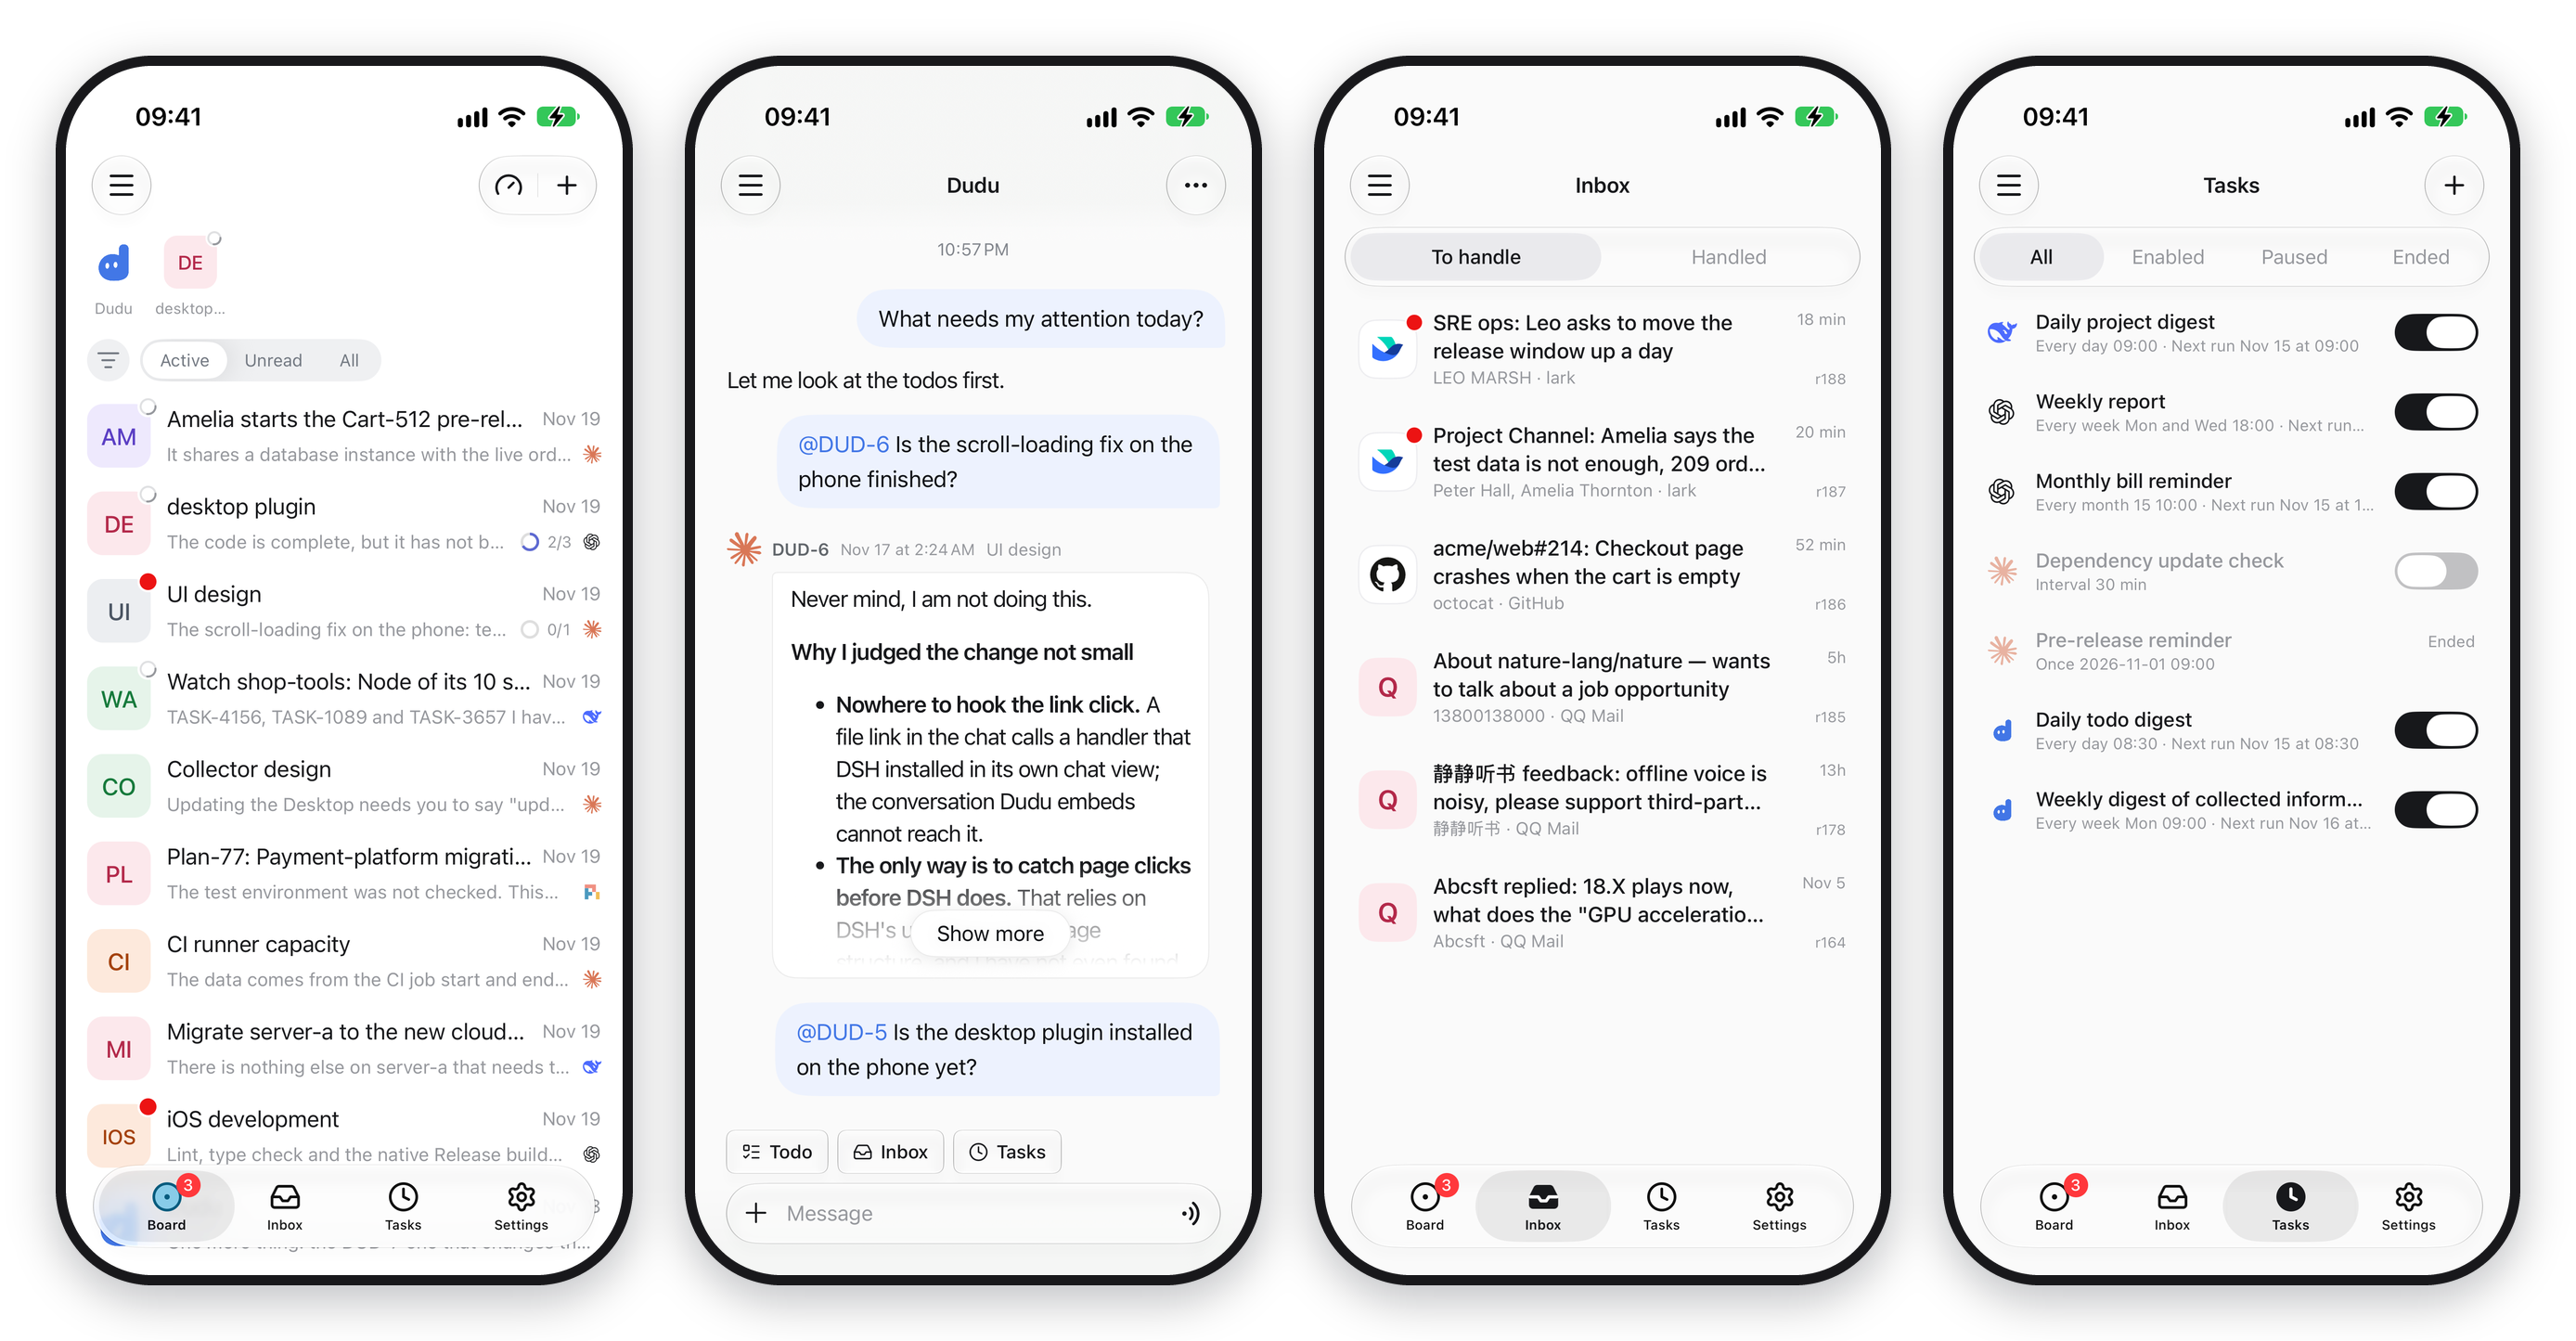 09:41
Dudu
desktop...
DE
Active
Unread
All
AM
Amelia starts the Cart-512 pre-rel...
Nov 19
It shares a database instance with the live ord...
DE
desktop plugin
Nov 19
The code is complete, but it has not b...
2/3
UI
UI design
Nov 19
The scroll-loading fix on the phone: te...
0/1
WA
Watch shop-tools: Node of its 10 s...
Nov 19
TASK-4156, TASK-1089 and TASK-3657 I hav...
CO
Collector design
Nov 19
Updating the Desktop needs you to say "upd...
PL
Plan-77: Payment-platform migrati...
Nov 19
The test environment was not checked. This...
CI
CI runner capacity
Nov 19
The data comes from the CI job start and end...
MI
Migrate server-a to the new cloud...
Nov 19
There is nothing else on server-a that needs t...
IOS
iOS development
Nov 19
Lint, type check and the native Release build...
3
Board
Inbox
Tasks
Settings
09:41
Dudu
10:57 PM
What needs my attention today?
Let me look at the todos first.
@DUD-6 Is the scroll-loading fix on the
phone finished?
DUD-6 Nov 17 at 2:24 AM UI design
Never mind, I am not doing this.
Why I judged the change not small
• Nowhere to hook the link click. A
file link in the chat calls a handler that
DSH installed in its own chat view;
the conversation Dudu embeds
cannot reach it.
• The only way is to catch page clicks
before DSH does. That relies on
DSH's
Show more
@DUD-5 Is the desktop plugin installed
on the phone yet?
Todo
Inbox
Tasks
Message
09:41
Inbox
To handle
Handled
SRE ops: Leo asks to move the
release window up a day
18 min
LEO MARSH · lark
r188
Project Channel: Amelia says the
test data is not enough, 209 ord...
20 min
Peter Hall, Amelia Thornton · lark
r187
acme/web#214: Checkout page
crashes when the cart is empty
52 min
octocat · GitHub
r186
Q
About nature-lang/nature — wants
to talk about a job opportunity
5h
13800138000 · QQ Mail
r185
Q
静静听书 feedback: offline voice is
noisy, please support third-part...
13h
静静听书 · QQ Mail
r178
Q
Abcsft replied: 18.X plays now,
what does the "GPU acceleratio...
Nov 5
Abcsft · QQ Mail
r164
3
Board
Inbox
Tasks
Settings
09:41
Tasks
All
Enabled
Paused
Ended
Daily project digest
Every day 09:00 · Next run Nov 15 at 09:00
Weekly report
Every week Mon and Wed 18:00 · Next run...
Monthly bill reminder
Every month 15 10:00 · Next run Nov 15 at 1...
Dependency update check
Interval 30 min
Pre-release reminder
Ended
Once 2026-11-01 09:00
Daily todo digest
Every day 08:30 · Next run Nov 15 at 08:30
Weekly digest of collected inform...
Every week Mon 09:00 · Next run Nov 16 at...
3
Board
Inbox
Tasks
Settings